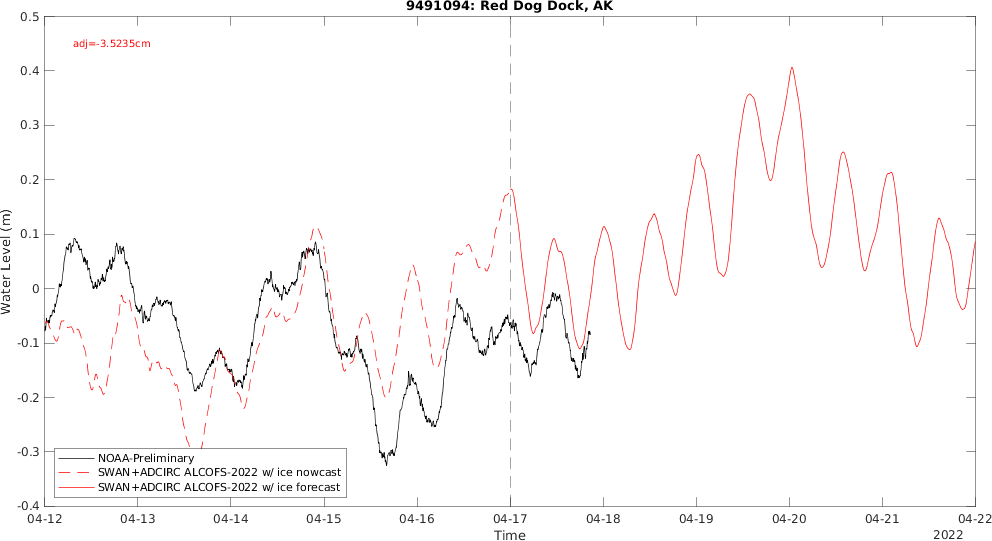 9491094: Red Dog Dock, AK
adj=-3.5235cm
Water Level (m)
0.5
0.4
0.3
0.2
0.1
0
-0.1
-0.2
-0.3
-0.4
NOAA-Preliminary
SWAN+ADCIRC ALCOFS-2022 w/ ice nowcast
SWAN+ADCIRC ALCOFS-2022 w/ ice forecast
04-12 04-13 04-14 04-15 04-16 04-17 04-18 04-19 04-20 04-21 04-22
Time
2022